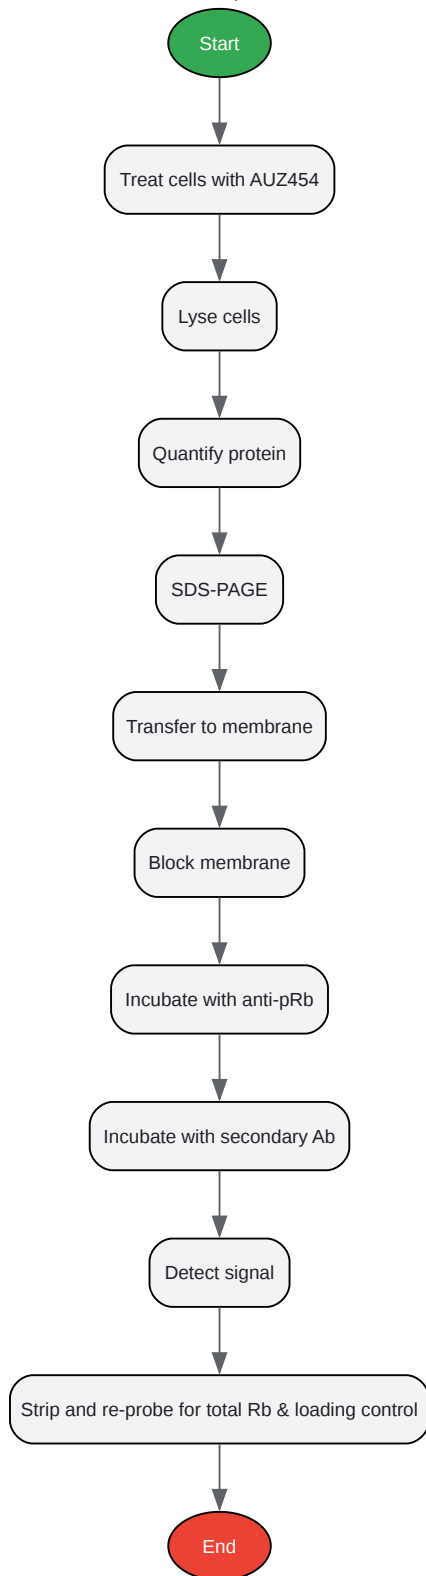 Start
Treat cells with AUZ454
Lyse cells
Quantify protein
SDS-PAGE
Transfer to membrane
Block membrane
Incubate with anti-pRb
Incubate with secondary Ab
Detect signal
Strip and re-probe for total Rb & loading control
End